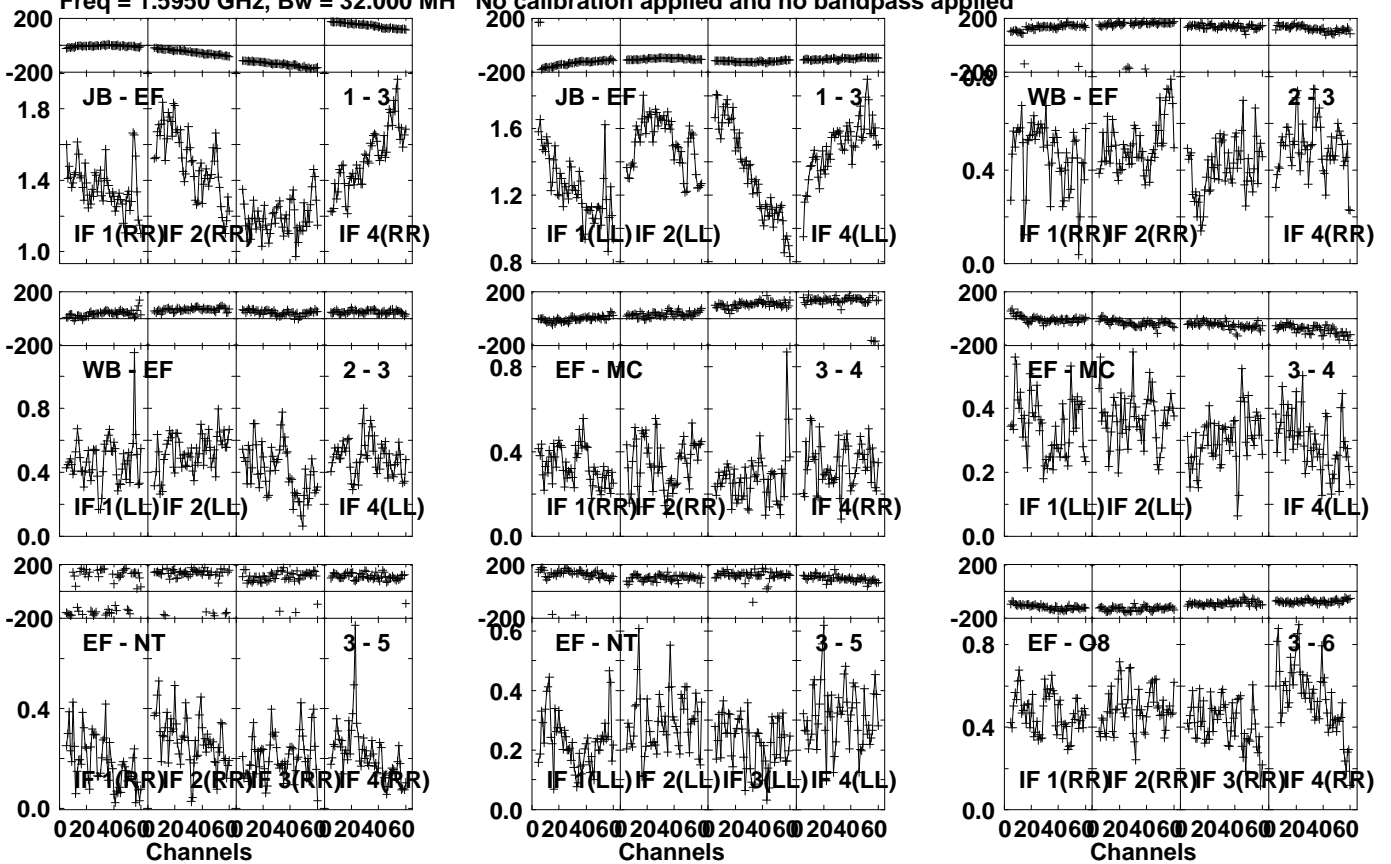 Freq = 1.5950 GHz, Bw = 32.000 MH No calibration applied and no bandpass applied
200
-200
1.8
1.4
1.0
JB - EF
1 - 3
IF 1(RR)
IF 2(RR)
IF 4(RR)
200
-200
1.6
1.2
0.8
JB - EF
1 - 3
IF 1(LL)
IF 2(LL)
IF 4(LL)
200
-200
0.8
0.4
0.0
WB - EF
2 - 3
IF 1(RR)
IF 2(RR)
IF 4(RR)
200
-200
0.8
0.4
0.0
WB - EF
2 - 3
IF 1(LL)
IF 2(LL)
IF 4(LL)
200
-200
0.8
0.4
0.0
EF - MC
3 - 4
IF 1(RR)
IF 2(RR)
IF 4(RR)
200
-200
0.4
0.2
0.0
EF - MC
3 - 4
IF 1(LL)
IF 2(LL)
IF 4(LL)
200
-200
0.4
0.0
EF - NT
3 - 5
IF 1(RR)
IF 2(RR)
IF 3(RR)
IF 4(RR)
0 20 40 60 0 20 40 60 0 20 40 60 0 20 40 60
Channels
200
-200
0.6
0.4
0.2
0.0
EF - NT
3 - 5
IF 1(LL)
IF 2(LL)
IF 3(LL)
IF 4(LL)
0 20 40 60 0 20 40 60 0 20 40 60 0 20 40 60
Channels
200
-200
0.8
0.4
0.0
EF - O8
3 - 6
IF 1(RR)
IF 2(RR)
IF 3(RR)
IF 4(RR)
0 20 40 60 0 20 40 60 0 20 40 60 0 20 40 60
Channels